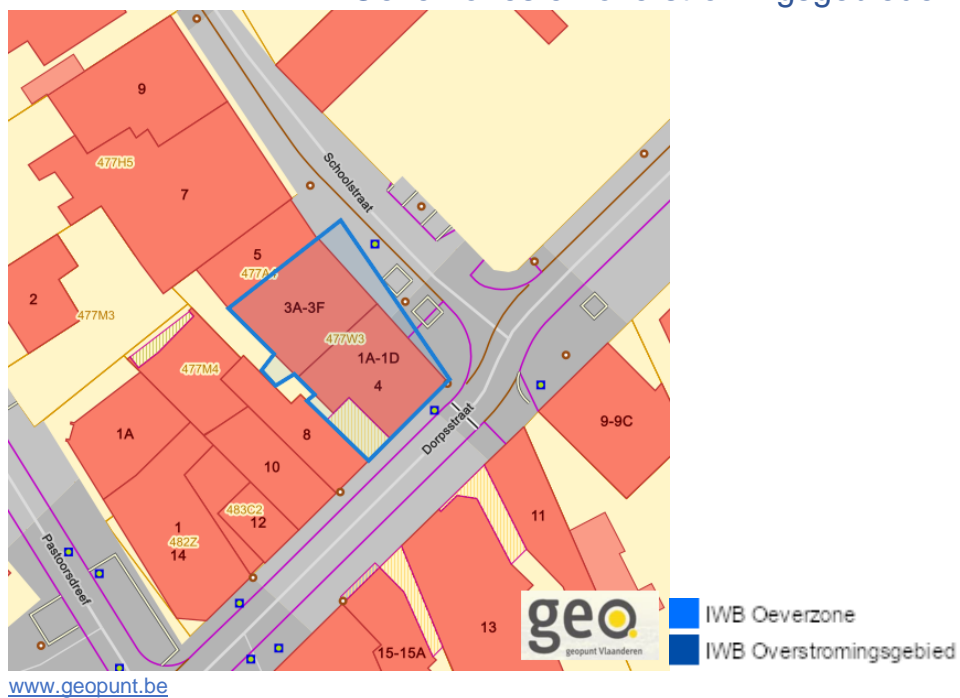 9
477H5
7
Schoolstraat
5
477A4
2
477M3
3A-3F
477W3
1A-1D
4
477M4
1A
8
10
483C2
12
1
482Z
14
Dorpsstraat
9-9C
11
Pastoorsdreef
13
15-15A
geo
geopunt Vlaanderen
IWB Oeverzone
IWB Overstromingsgebied
www.geopunt.be